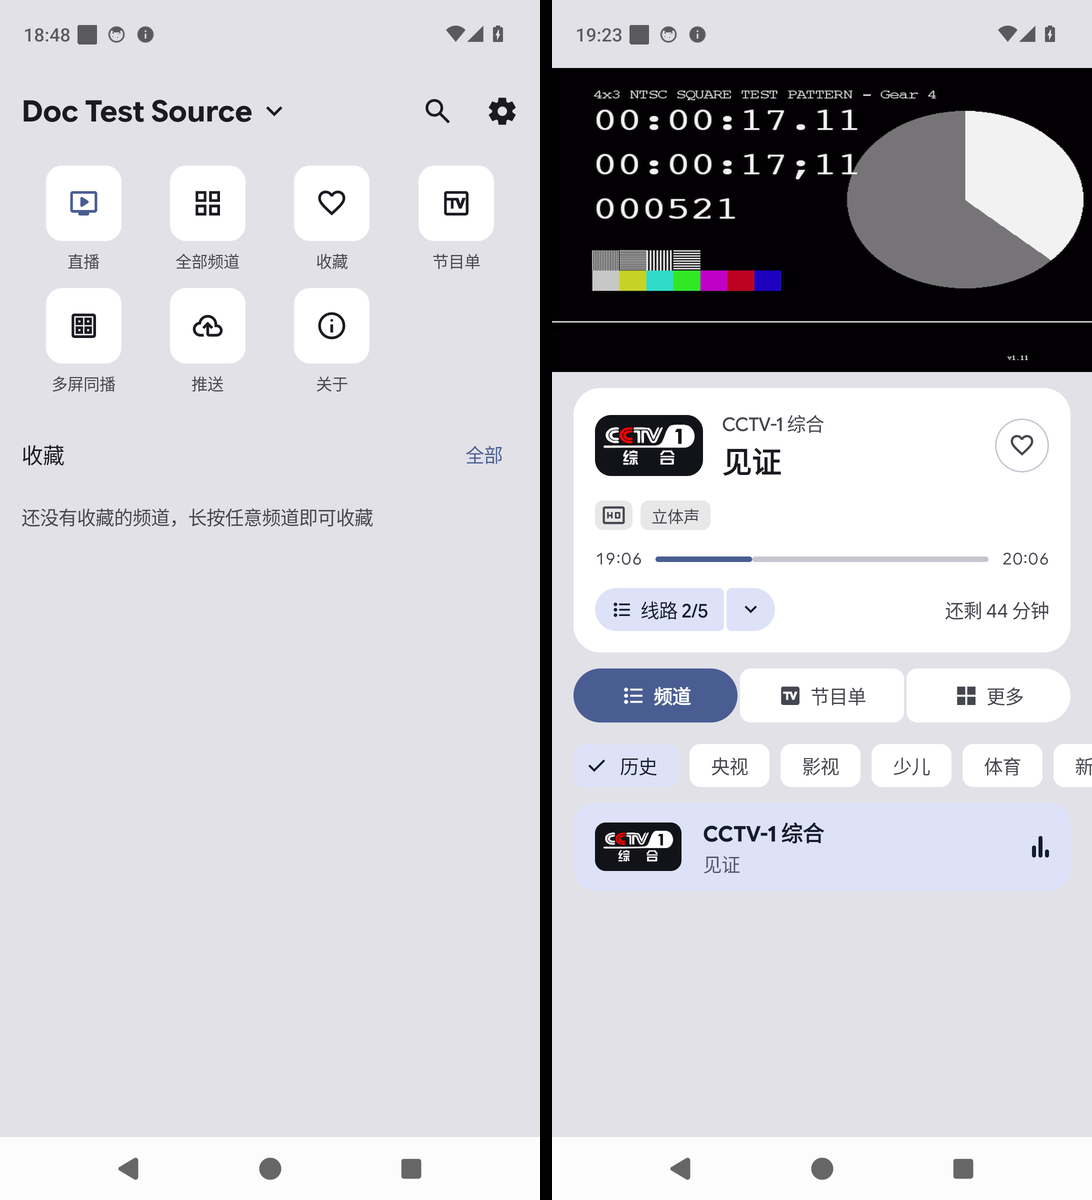 18:48
Doc Test Source
直播
全部频道
收藏
节目单
TV
多屏同播
推送
关于
收藏
全部
还没有收藏的频道，长按任意频道即可收藏
19:23
4x3 NTSC SQUARE TEST PATTERN - Gear 4
00:00:17.11
00:00:17;11
000521
v1.11
CCTV 1
综 合
CCTV-1 综合
见证
HD
立体声
19:06
20:06
线路 2/5
还剩 44 分钟
频道
TV
节目单
更多
历史
央视
影视
少儿
体育
新
CCTV 1
综 合
CCTV-1 综合
见证